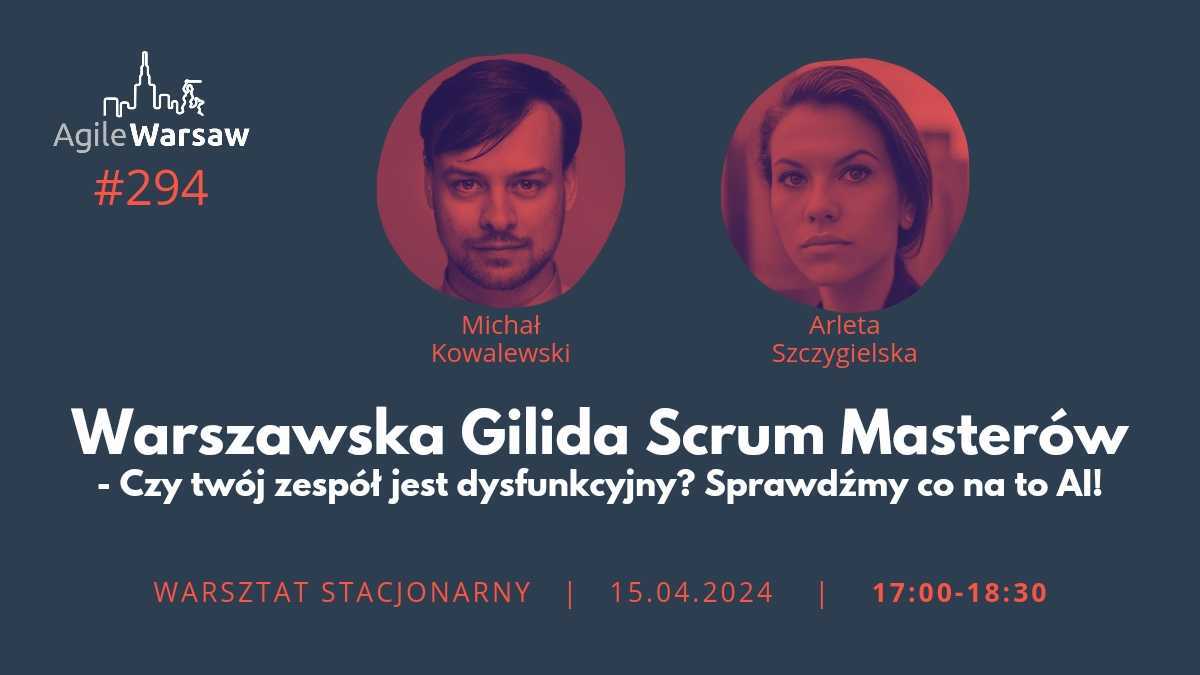 AgileWarsaw
#294
Michał
Kowalewski
Arleta
Szczygielska
Warszawska Gilida Scrum Masterów
- Czy twój zespół jest dysfunkcyjny? Sprawdźmy co na to AI!
WARSZTAT STACJONARNY | 15.04.2024 | 17:00-18:30